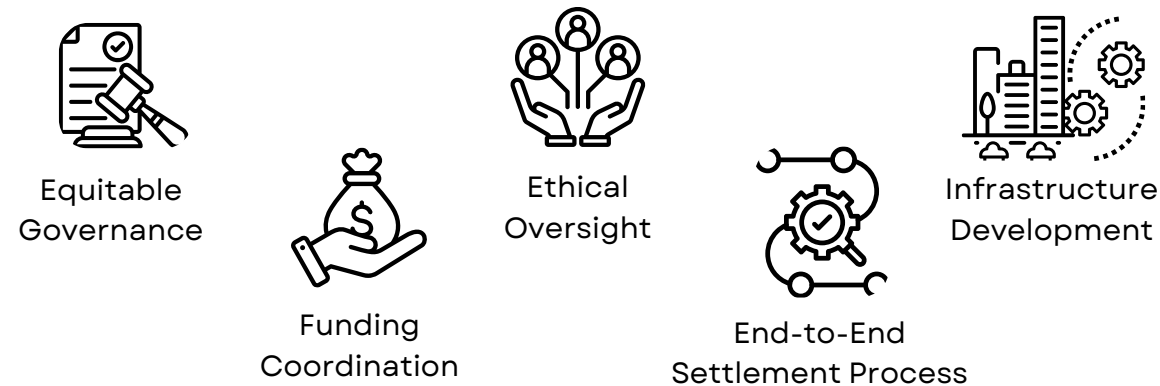 Equitable
Governance
Funding
Coordination
Ethical
Oversight
End-to-End
Settlement Process
Infrastructure
Development
$